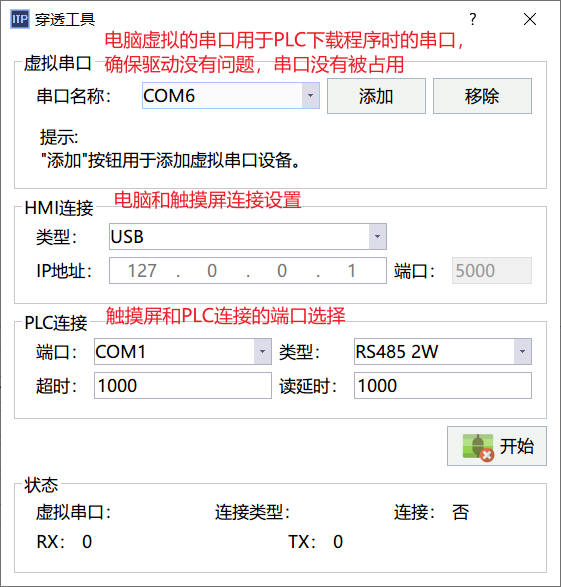 ITP 穿透工具 ?
电脑虚拟的串口用于PLC下载程序时的串口，
确保驱动没有问题，串口没有被占用
虚拟串口
串口名称： COM6 添加 移除
提示:
"添加"按钮用于添加虚拟串口设备。
电脑和触摸屏连接设置
HMI连接
类型： USB
IP地址： 127 . 0 . 0 . 1 端口： 5000
触摸屏和PLC连接的端口选择
PLC连接
端口： COM1 类型： RS485 2W
超时： 1000 读延时： 1000
开始
状态
虚拟串口： 连接类型： 连接： 否
RX： 0 TX： 0